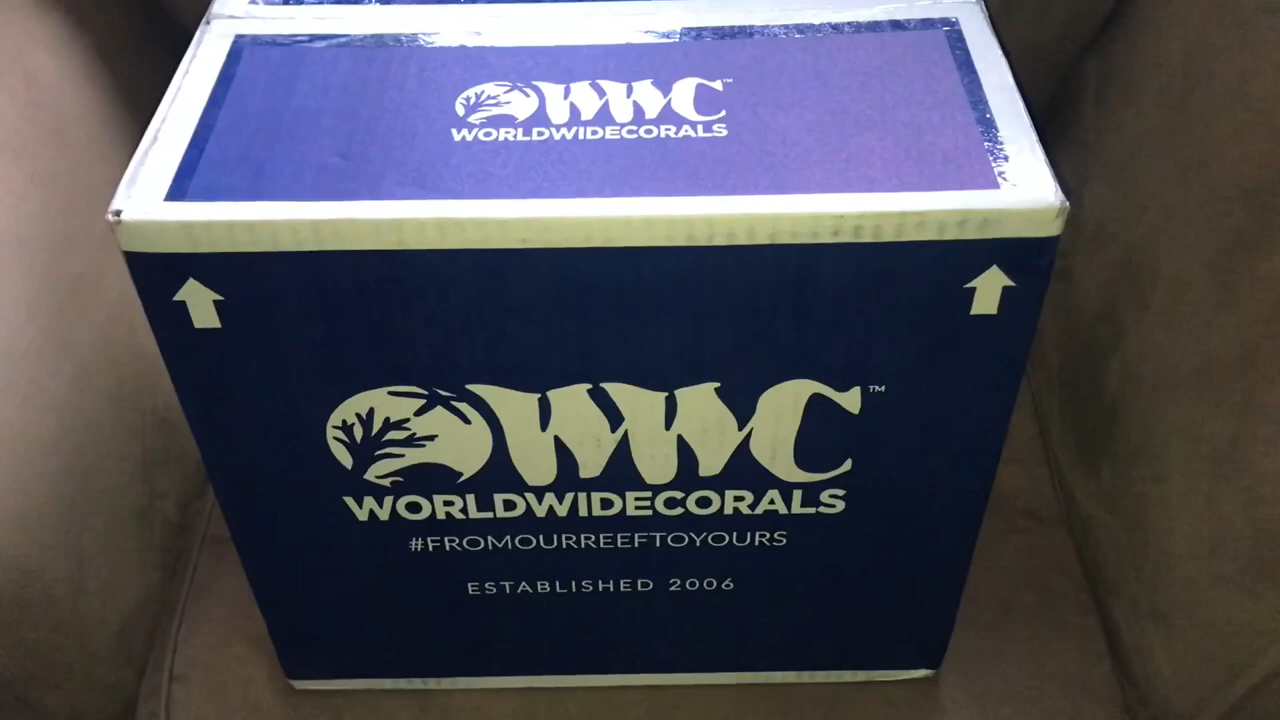 WWC™
WORLDWIDECORALS
WWC™
WORLDWIDECORALS
#FROMOURREEFTOYOURS
ESTABLISHED 2006